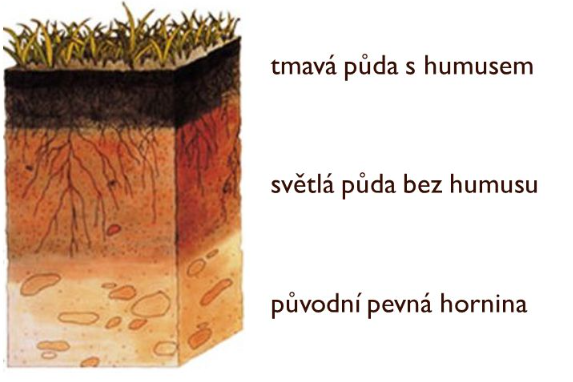 tmavá půda s humusem
světlá půda bez humusu
původní pevná hornina